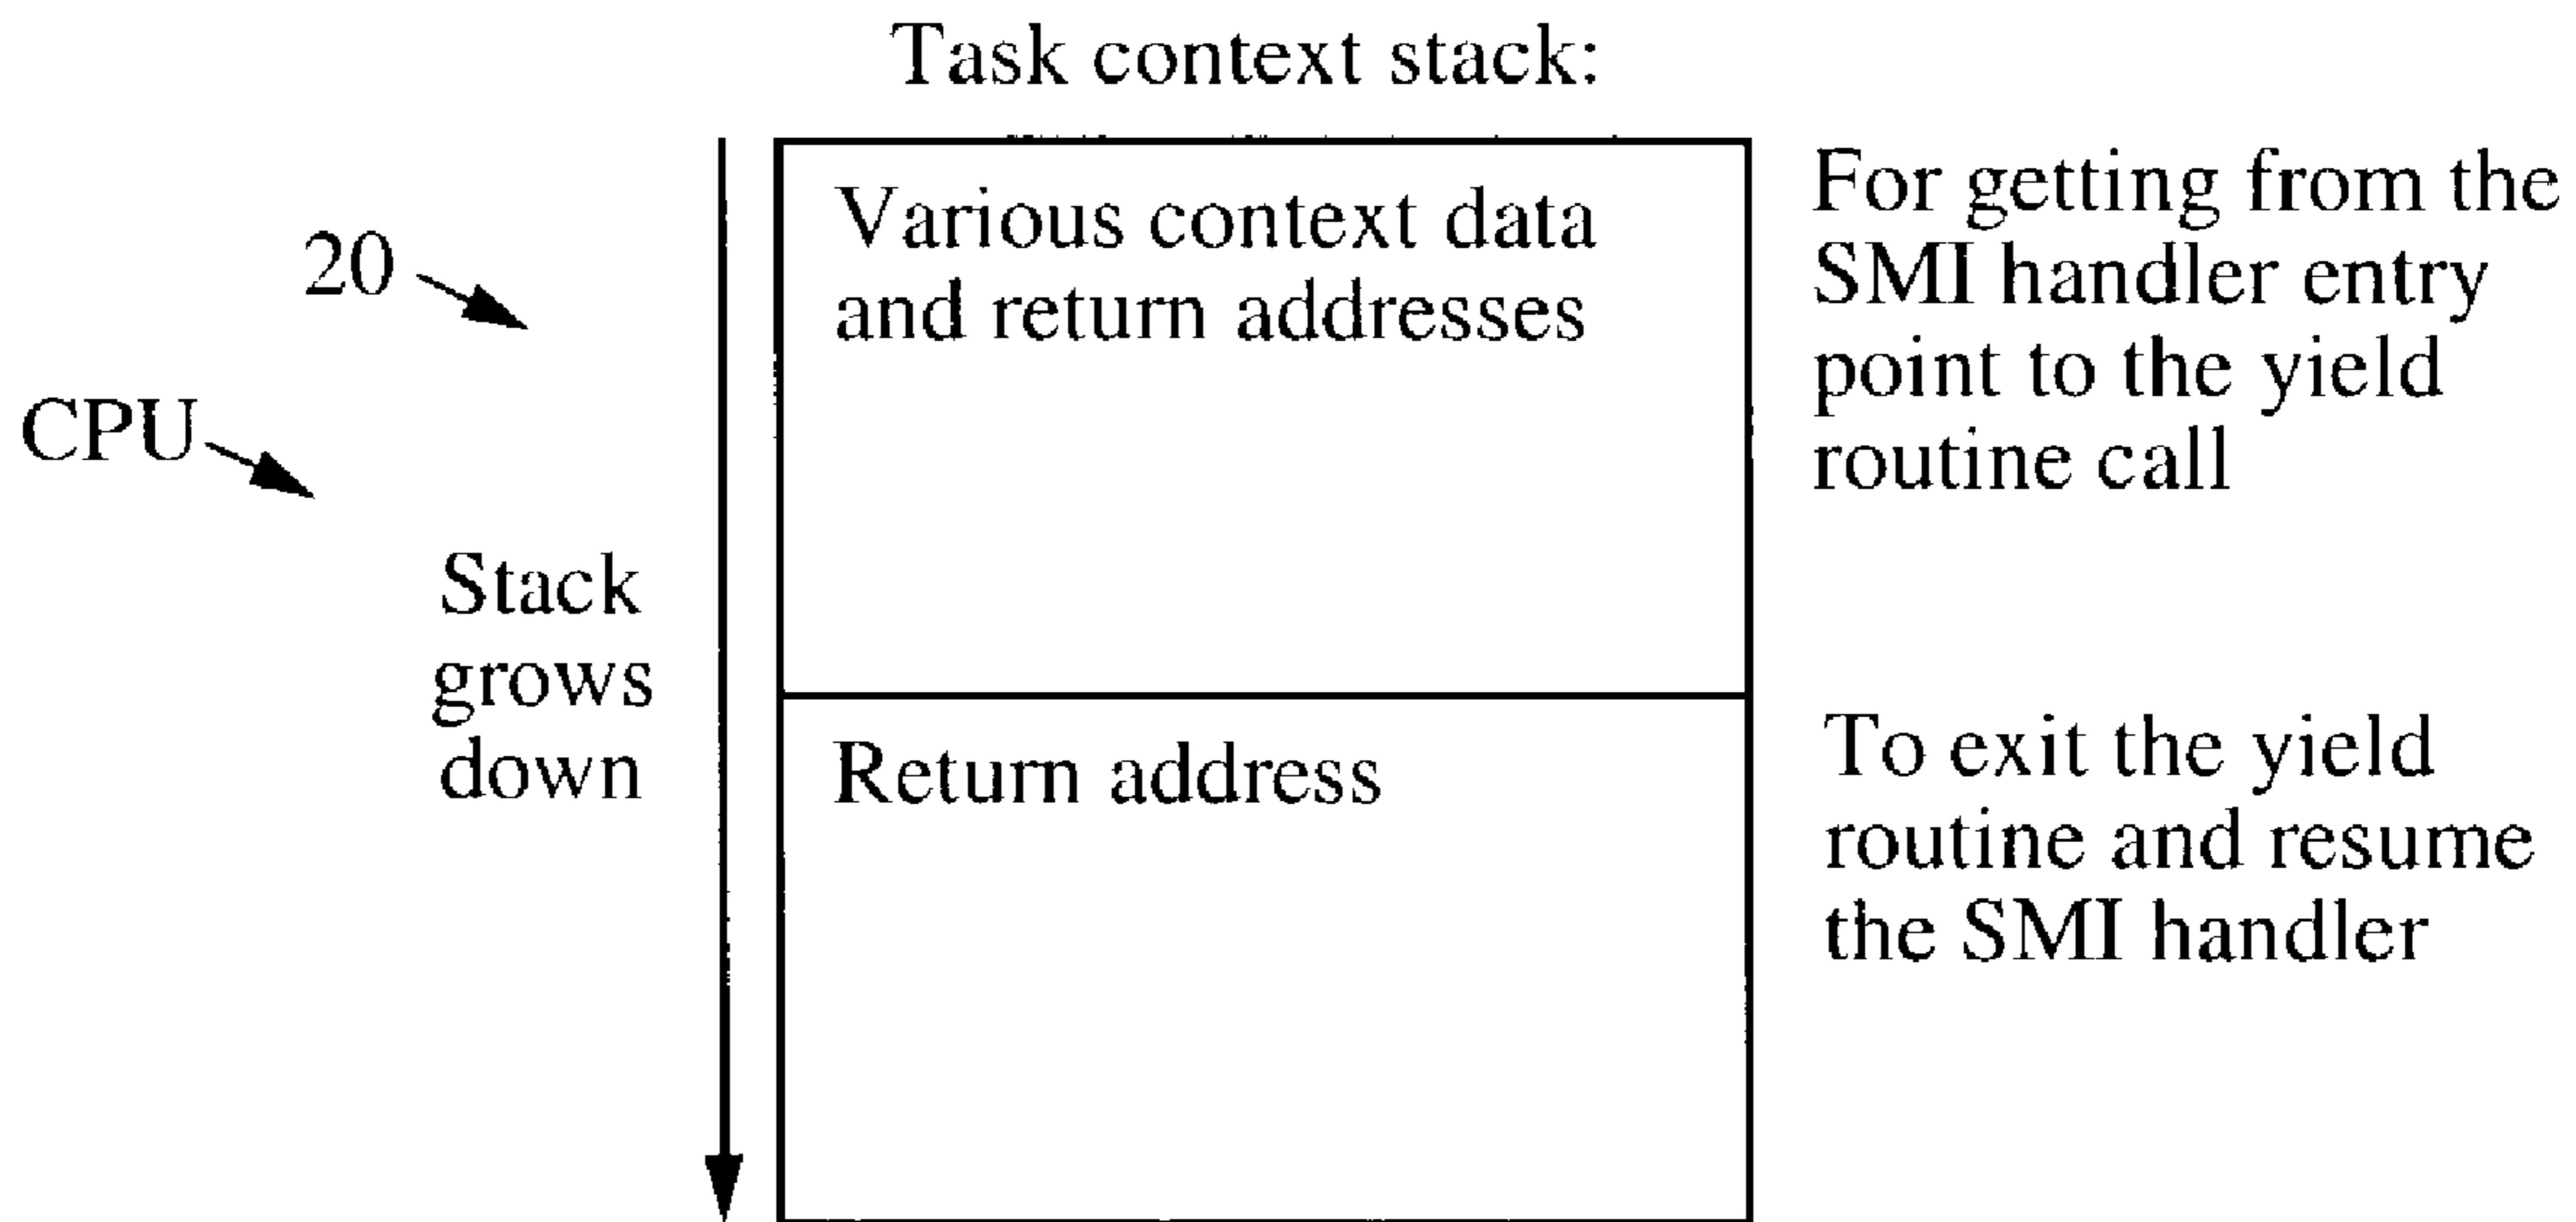 Task context stack:
20
CPU
Stack
grows
down
Various context data
and return addresses
For getting from the
SMI handler entry
point to the yield
routine call
Return address
To exit the yield
routine and resume
the SMI handler